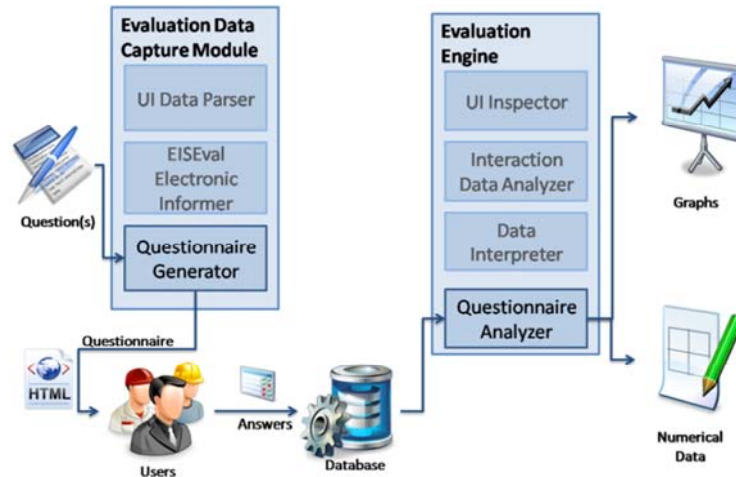 Evaluation Data
Capture Module
UI Data Parser
EISEval
Electronic
Informer
Questionnaire
Generator
Question(s)
Questionnaire
HTML
Users
Answers
Database
Evaluation
Engine
UI Inspector
Interaction
Data Analyzer
Data
Interpreter
Questionnaire
Analyzer
Graphs
Numerical
Data